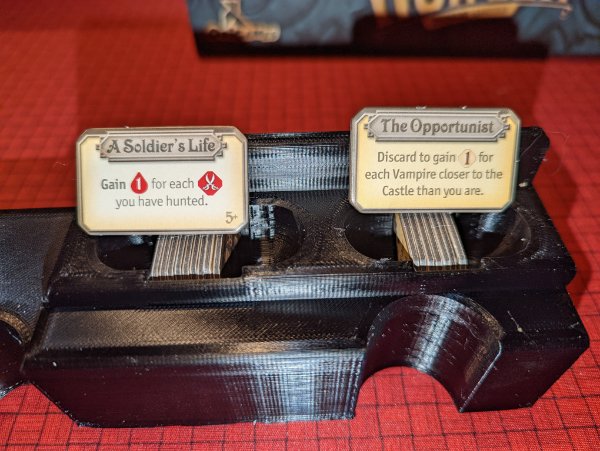 A Soldier's Life
Gain 1 for each
you have hunted.
5+
The Opportunist
Discard to gain 1 for
each Vampire closer to the
Castle than you are.